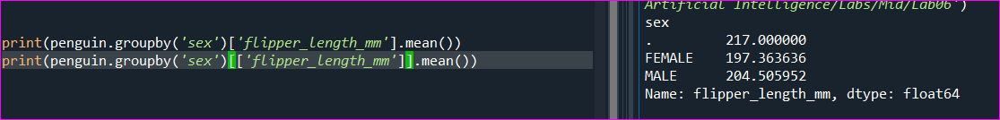 Artificial Intelligence/Labs/Mid/Lab06')
print(penguin.groupby('sex')['flipper_length_mm'].mean())
print(penguin.groupby('sex')[['flipper_length_mm']].mean())
sex
. 217.000000
FEMALE 197.363636
MALE 204.505952
Name: flipper_length_mm, dtype: float64